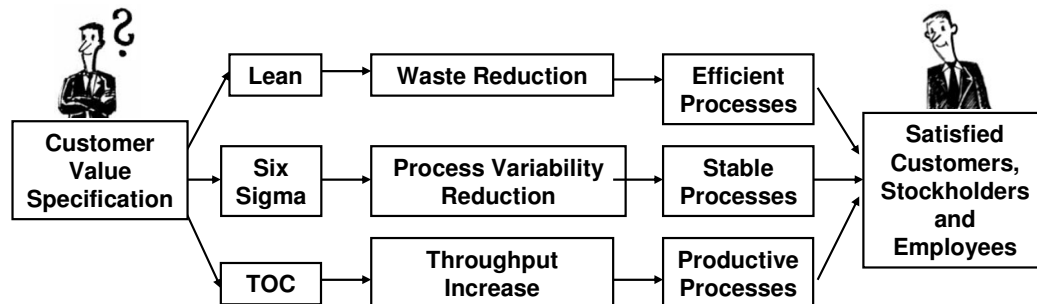 ?
Customer
Value
Specification
Lean
Waste Reduction
Efficient
Processes
Six
Sigma
Process Variability
Reduction
Stable
Processes
TOC
Throughput
Increase
Productive
Processes
Satisfied
Customers,
Stockholders
and
Employees